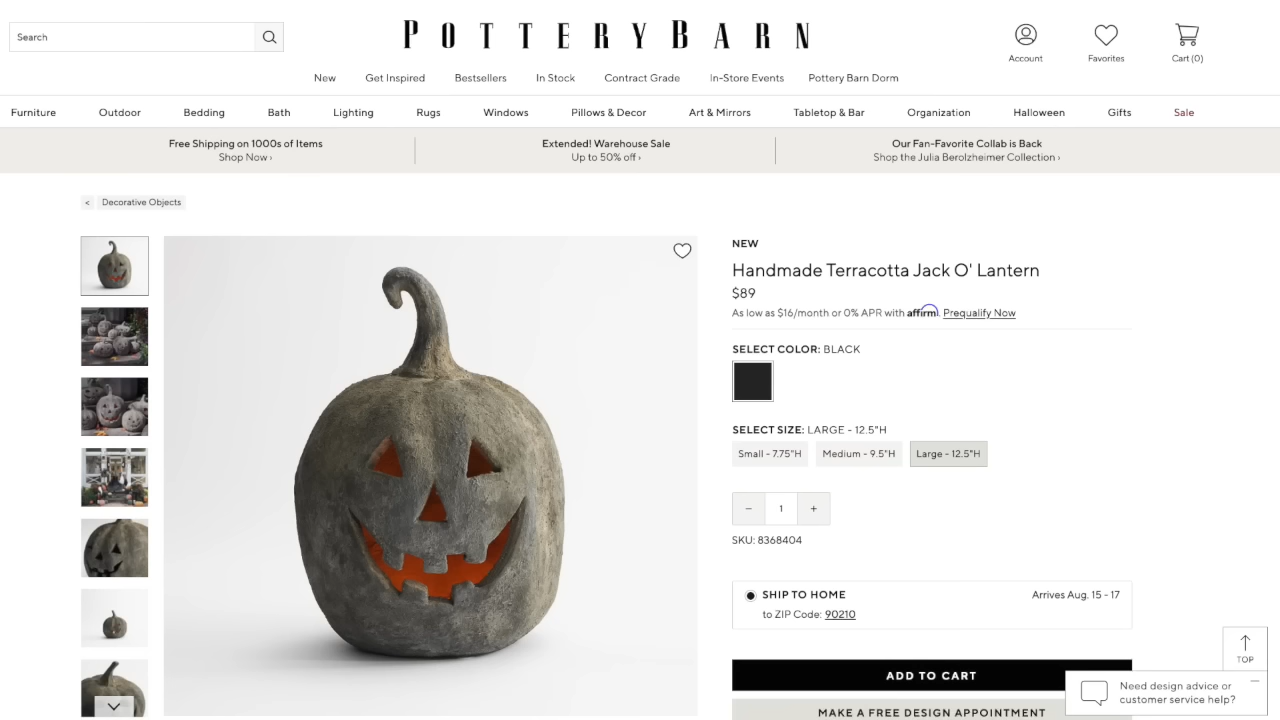 Search
POTTERYBARN
Account
Favorites
Cart (0)
New
Get Inspired
Bestsellers
In Stock
Contract Grade
In-Store Events
Pottery Barn Dorm
Furniture
Outdoor
Bedding
Bath
Lighting
Rugs
Windows
Pillows & Decor
Art & Mirrors
Tabletop & Bar
Organization
Halloween
Gifts
Sale
Free Shipping on 1000s of Items
Shop Now ›
Extended! Warehouse Sale
Up to 50% off ›
Our Fan-Favorite Collab is Back
Shop the Julia Berolzheimer Collection ›
< Decorative Objects
NEW
Handmade Terracotta Jack O' Lantern
$89
As low as $16/month or 0% APR with affirm. Prequalify Now
SELECT COLOR: BLACK
SELECT SIZE: LARGE - 12.5"H
Small - 7.75"H
Medium - 9.5"H
Large - 12.5"H
− 1 +
SKU: 8368404
SHIP TO HOME
Arrives Aug. 15 - 17
to ZIP Code: 90210
ADD TO CART
MAKE A FREE DESIGN APPOINTMENT
TOP
Need design advice or
customer service help?